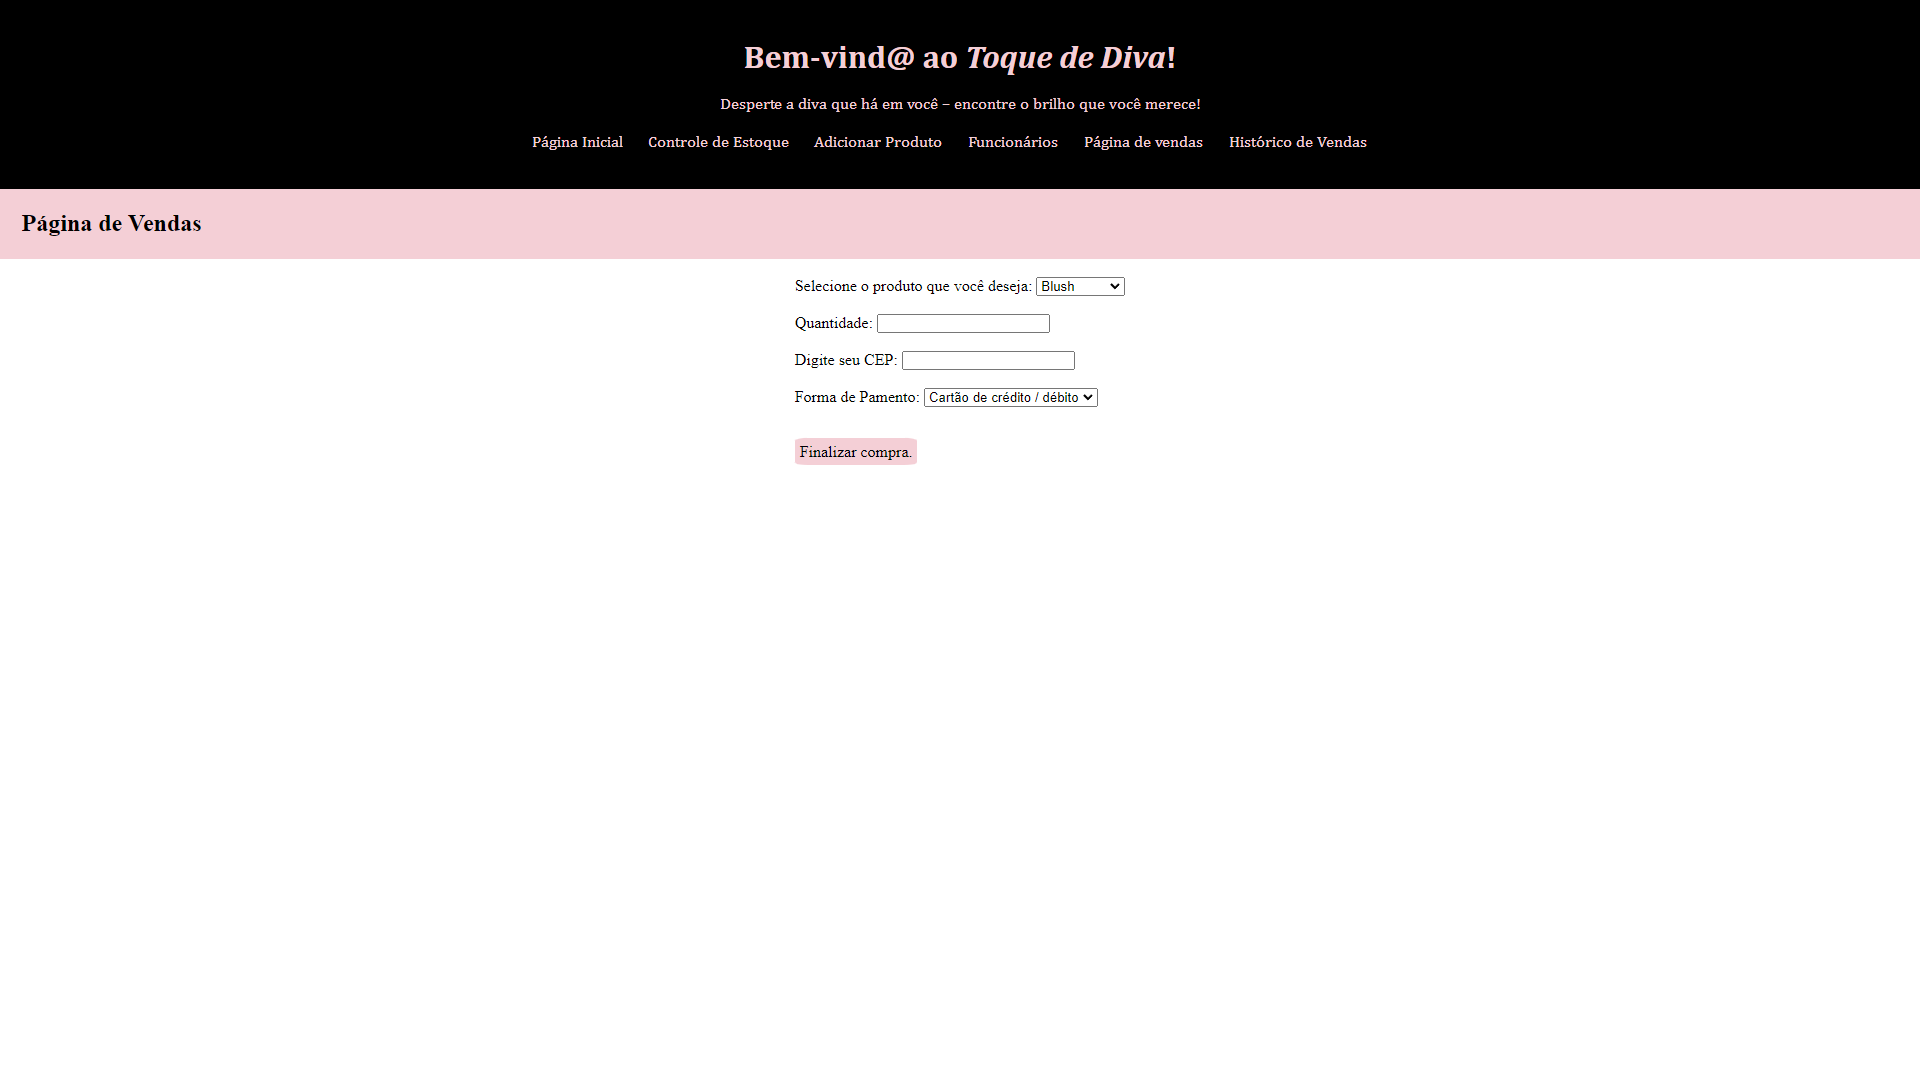 Bem-vind@ ao Toque de Diva!
Desperte a diva que há em você – encontre o brilho que você merece!
Página Inicial Controle de Estoque Adicionar Produto Funcionários Página de vendas Histórico de Vendas
Página de Vendas
Selecione o produto que você deseja: Blush
Quantidade:
Digite seu CEP:
Forma de Pamento: Cartão de crédito / débito
Finalizar compra.